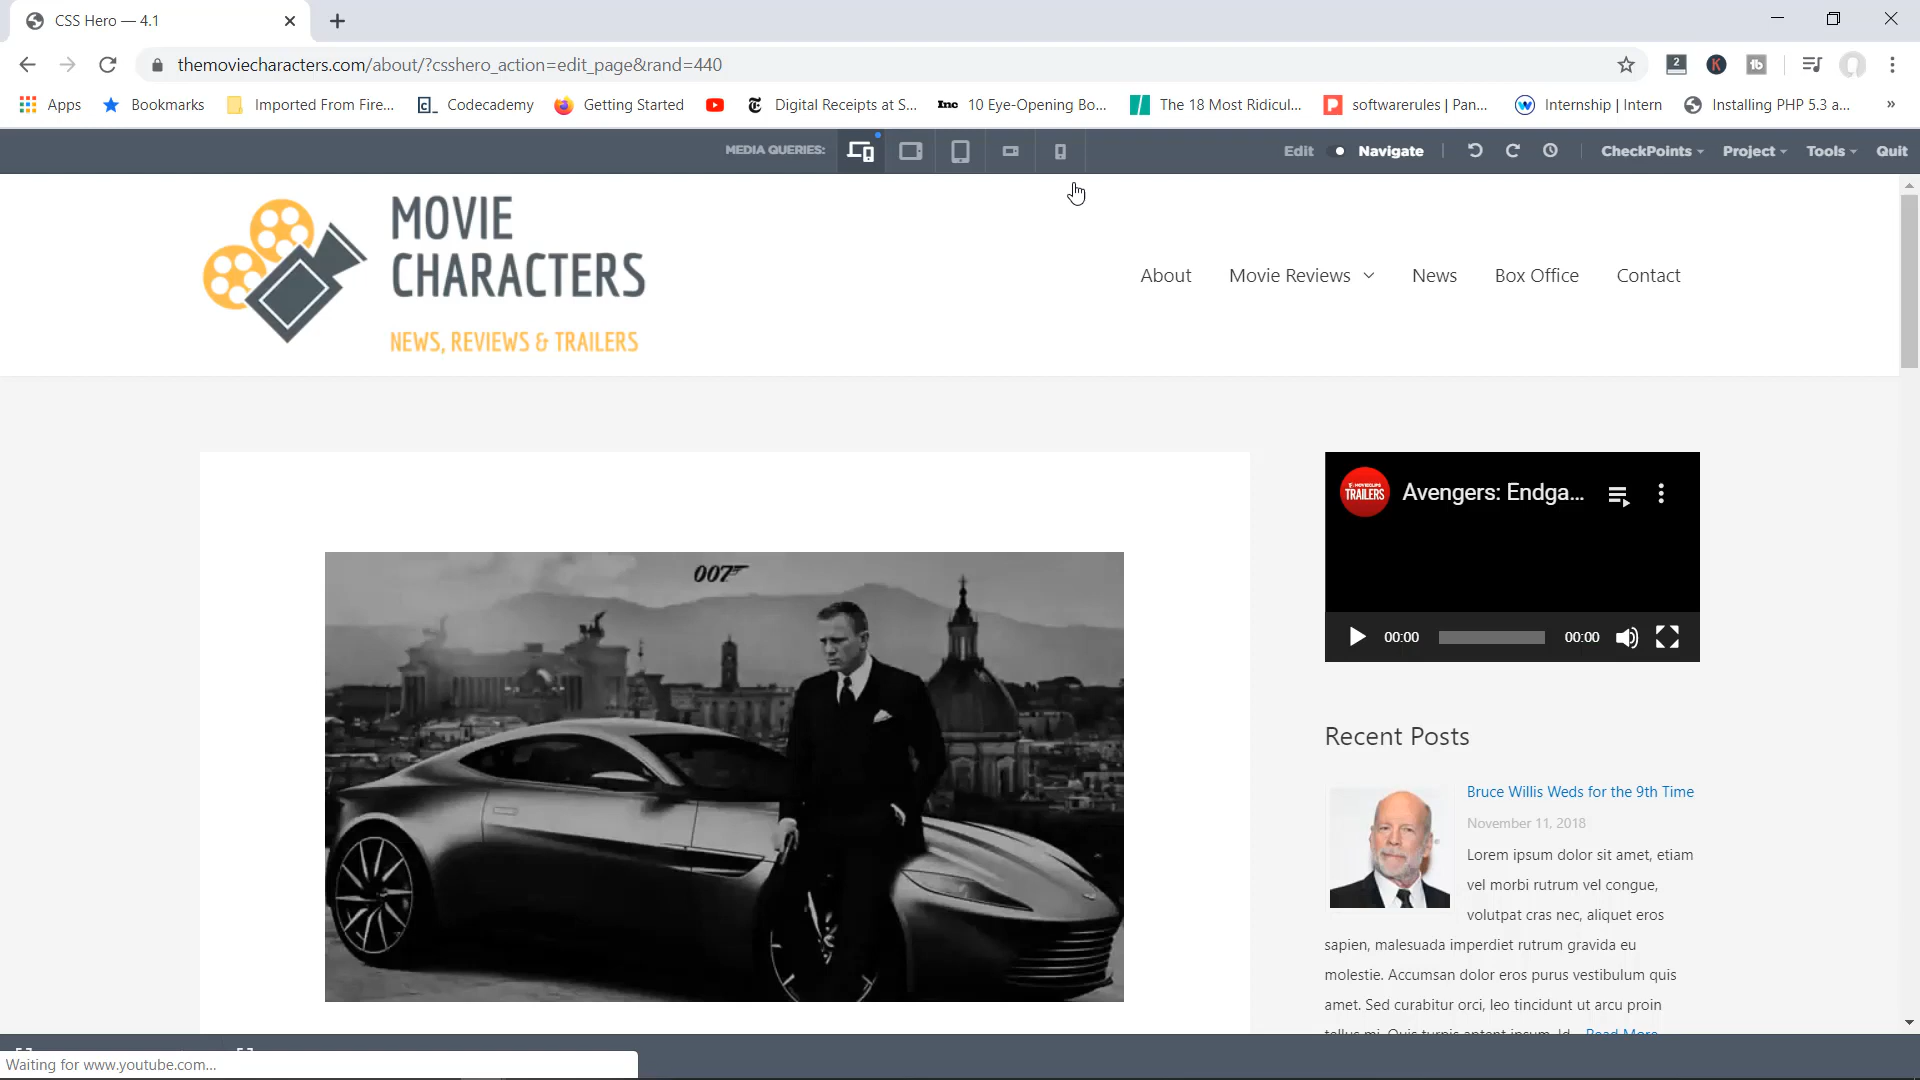 CSS Hero — 4.1
themoviecharacters.com/about/?csshero_action=edit_page&rand=440
2
K
tb
Apps
Bookmarks
Imported From Fire...
Codecademy
Getting Started
Digital Receipts at S...
Inc
10 Eye-Opening Bo...
The 18 Most Ridicul...
softwarerules | Pan...
Internship | Intern
Installing PHP 5.3 a...
»
MEDIA QUERIES:
Edit
Navigate
CheckPoints
Project
Tools
Quit
MOVIE
CHARACTERS
NEWS, REVIEWS & TRAILERS
About
Movie Reviews
News
Box Office
Contact
007
TRAILERS
Avengers: Endga...
00:00
00:00
Recent Posts
Bruce Willis Weds for the 9th Time
November 11, 2018
Lorem ipsum dolor sit amet, etiam
vel morbi rutrum vel congue,
volutpat cras nec, aliquet eros
sapien, malesuada imperdiet rutrum gravida eu
molestie. Accumsan dolor eros purus vestibulum quis
amet. Sed curabitur orci, leo tincidunt ut arcu proin
Waiting for www.youtube.com...